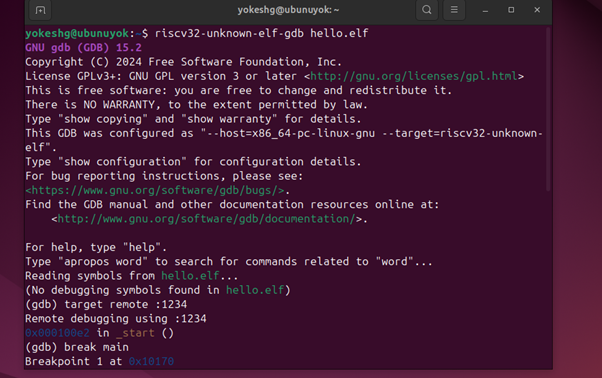 yokeshg@ubunuyok: ~
yokeshg@ubunuyok:~$ riscv32-unknown-elf-gdb hello.elf
GNU gdb (GDB) 15.2
Copyright (C) 2024 Free Software Foundation, Inc.
License GPLv3+: GNU GPL version 3 or later <http://gnu.org/licenses/gpl.html>
This is free software: you are free to change and redistribute it.
There is NO WARRANTY, to the extent permitted by law.
Type "show copying" and "show warranty" for details.
This GDB was configured as "--host=x86_64-pc-linux-gnu --target=riscv32-unknown-
elf".
Type "show configuration" for configuration details.
For bug reporting instructions, please see:
<https://www.gnu.org/software/gdb/bugs/>.
Find the GDB manual and other documentation resources online at:
    <http://www.gnu.org/software/gdb/documentation/>.

For help, type "help".
Type "apropos word" to search for commands related to "word"...
Reading symbols from hello.elf...
(No debugging symbols found in hello.elf)
(gdb) target remote :1234
Remote debugging using :1234
0x000100e2 in _start ()
(gdb) break main
Breakpoint 1 at 0x10170